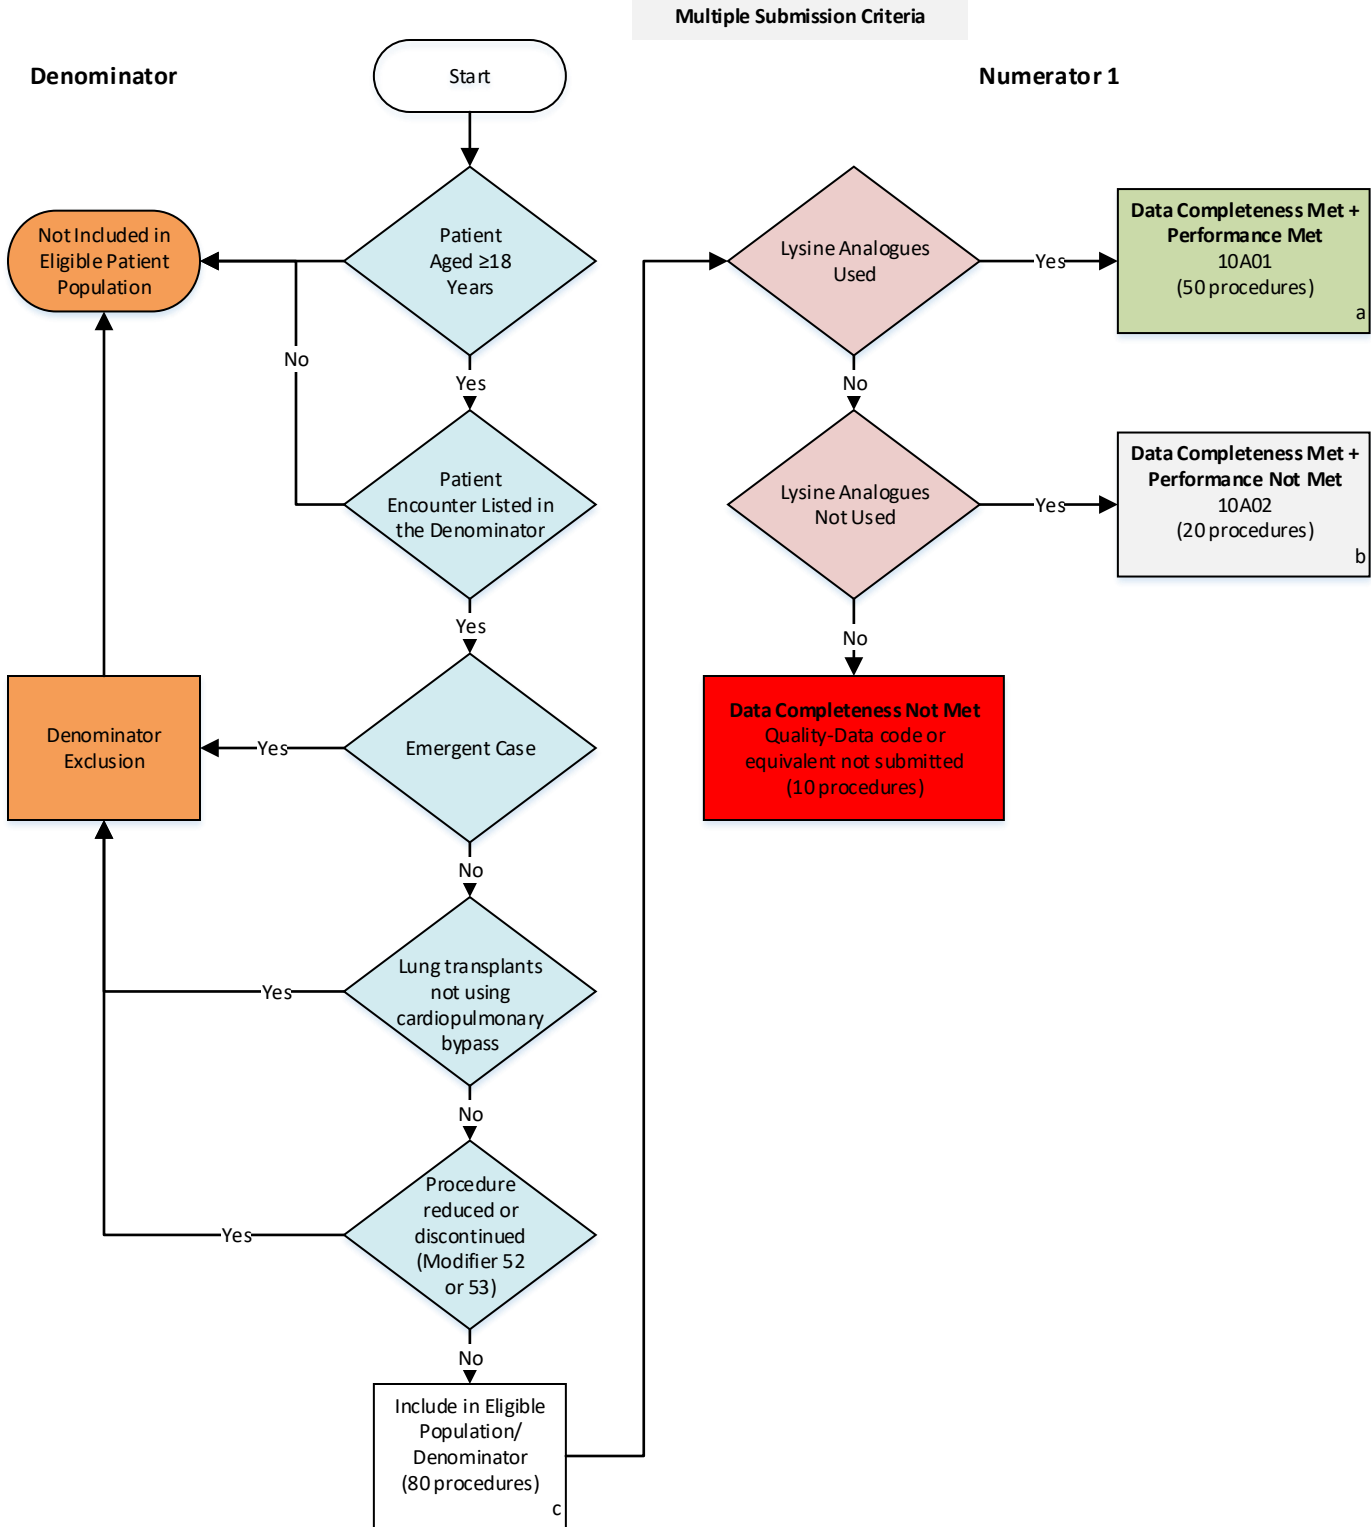 Multiple Submission Criteria
Denominator
Start
Numerator 1
Patient
Aged ≥18
Years
Not Included in
Eligible Patient
Population
No
Yes
Patient
Encounter Listed in
the Denominator
Yes
Emergent Case
Yes
Denominator
Exclusion
No
Lung transplants
not using
cardiopulmonary
bypass
Yes
No
Procedure
reduced or
discontinued
(Modifier 52
or 53)
Yes
No
Include in Eligible
Population/
Denominator
(80 procedures)
c
Lysine Analogues
Used
Yes
Data Completeness Met +
Performance Met
10A01
(50 procedures)
a
No
Lysine Analogues
Not Used
Yes
Data Completeness Met +
Performance Not Met
10A02
(20 procedures)
b
No
Data Completeness Not Met
Quality-Data code or
equivalent not submitted
(10 procedures)